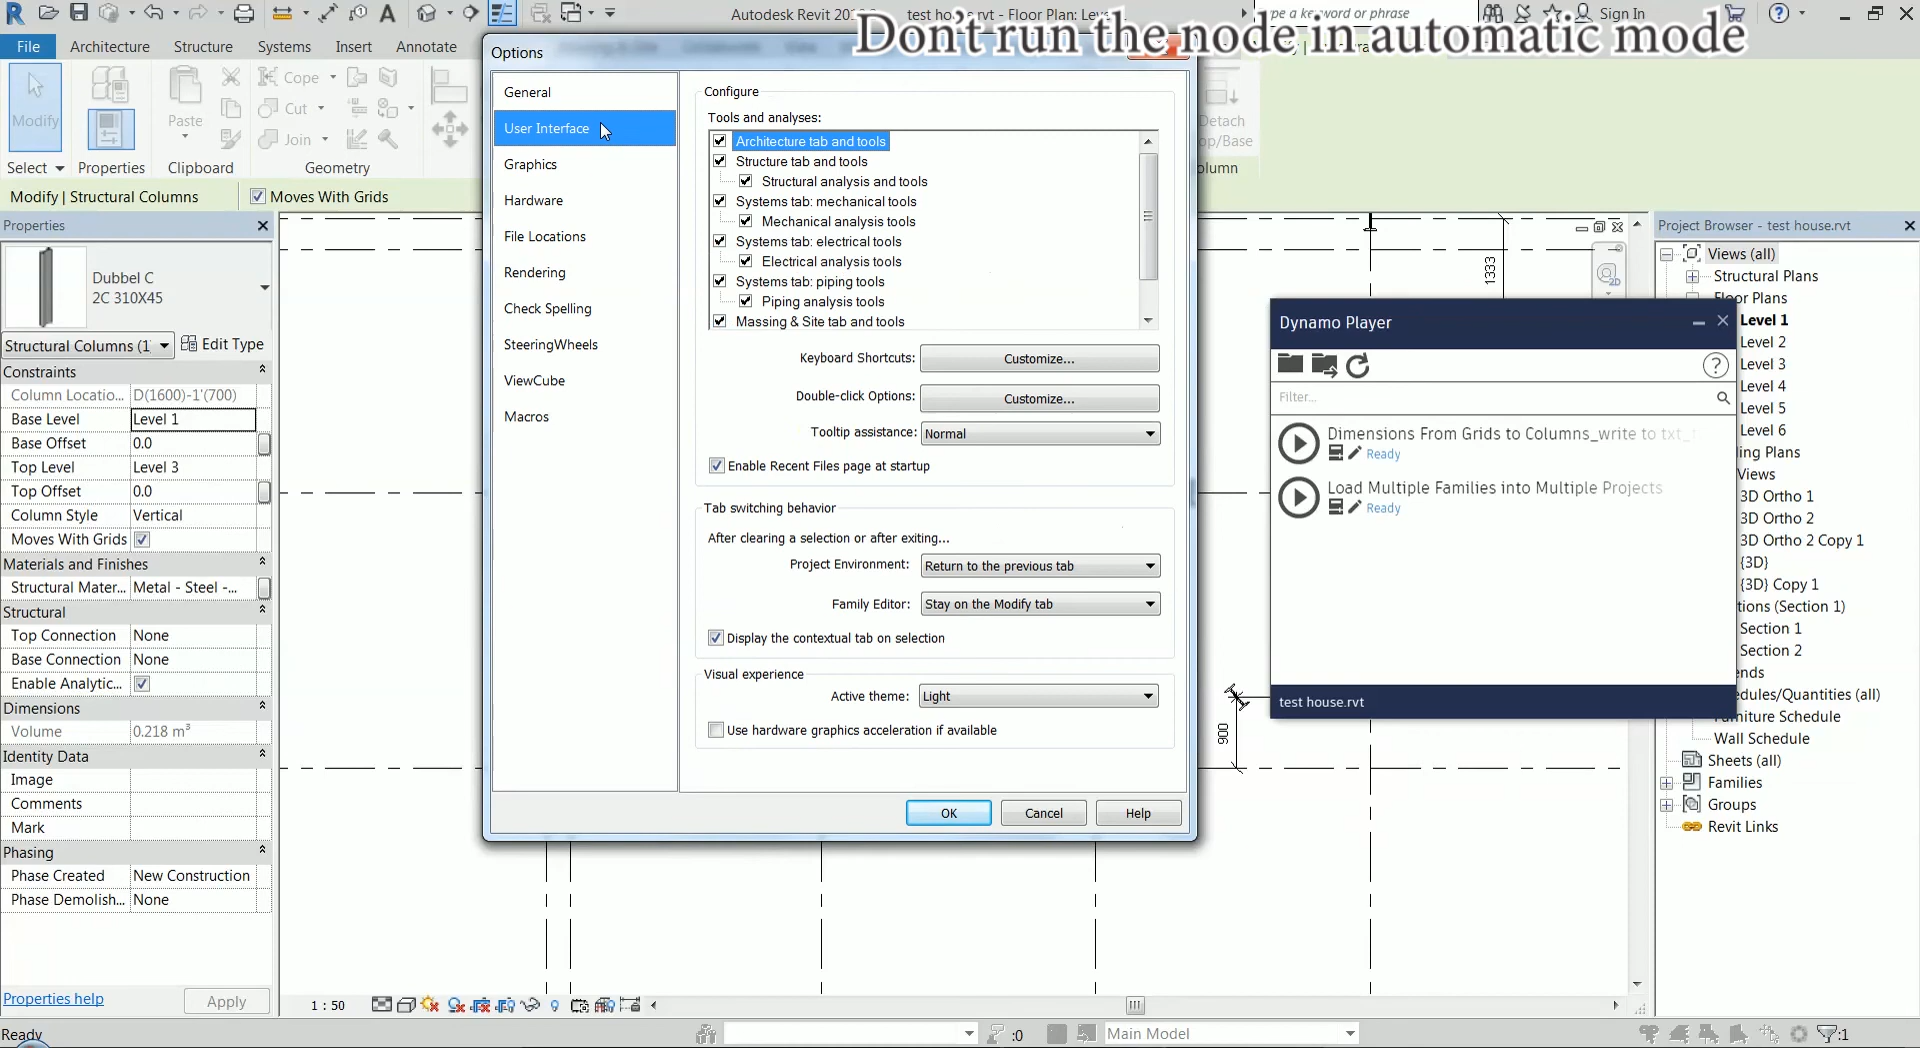 Autodesk Revit
test house.rvt - Floor Plan:
Don't run the node in automatic mode
Type a keyword or phrase
Sign In
File
Architecture
Structure
Systems
Insert
Annotate
Modify
Paste
Cope
Cut
Join
Select
Properties
Clipboard
Geometry
Detach
Modify | Structural Columns
Moves With Grids
Properties
Dubbel C
2C 310X45
Structural Columns (1
Edit Type
Constraints
Column Locatio... D(1600)-1'(700)
Base Level Level 1
Base Offset 0.0
Top Level Level 3
Top Offset 0.0
Column Style Vertical
Moves With Grids
Materials and Finishes
Structural Mater... Metal - Steel -...
Structural
Top Connection None
Base Connection None
Enable Analytic...
Dimensions
Volume 0.218 m³
Identity Data
Image
Comments
Mark
Phasing
Phase Created New Construction
Phase Demolish... None
Properties help
Apply
Ready
Options
General
User Interface
Graphics
Hardware
File Locations
Rendering
Check Spelling
SteeringWheels
ViewCube
Macros
Configure
Tools and analyses:
Architecture tab and tools
Structure tab and tools
Structural analysis and tools
Systems tab: mechanical tools
Mechanical analysis tools
Systems tab: electrical tools
Electrical analysis tools
Systems tab: piping tools
Piping analysis tools
Massing & Site tab and tools
Keyboard Shortcuts: Customize...
Double-click Options: Customize...
Tooltip assistance: Normal
Enable Recent Files page at startup
Tab switching behavior
After clearing a selection or after exiting...
Project Environment: Return to the previous tab
Family Editor: Stay on the Modify tab
Display the contextual tab on selection
Visual experience
Active theme: Light
Use hardware graphics acceleration if available
OK
Cancel
Help
1333
900
Dynamo Player
Filter...
Dimensions From Grids to Columns_write to txt_
Ready
Load Multiple Families into Multiple Projects
Ready
test house.rvt
Project Browser - test house.rvt
Views (all)
Structural Plans
Floor Plans
Level 1
Level 2
Level 3
Level 4
Level 5
Level 6
ing Plans
Views
3D Ortho 1
3D Ortho 2
3D Ortho 2 Copy 1
{3D}
{3D} Copy 1
tions (Section 1)
Section 1
Section 2
ends
edules/Quantities (all)
Furniture Schedule
Wall Schedule
Sheets (all)
Families
Groups
Revit Links
1 : 50
:0
Main Model
:1